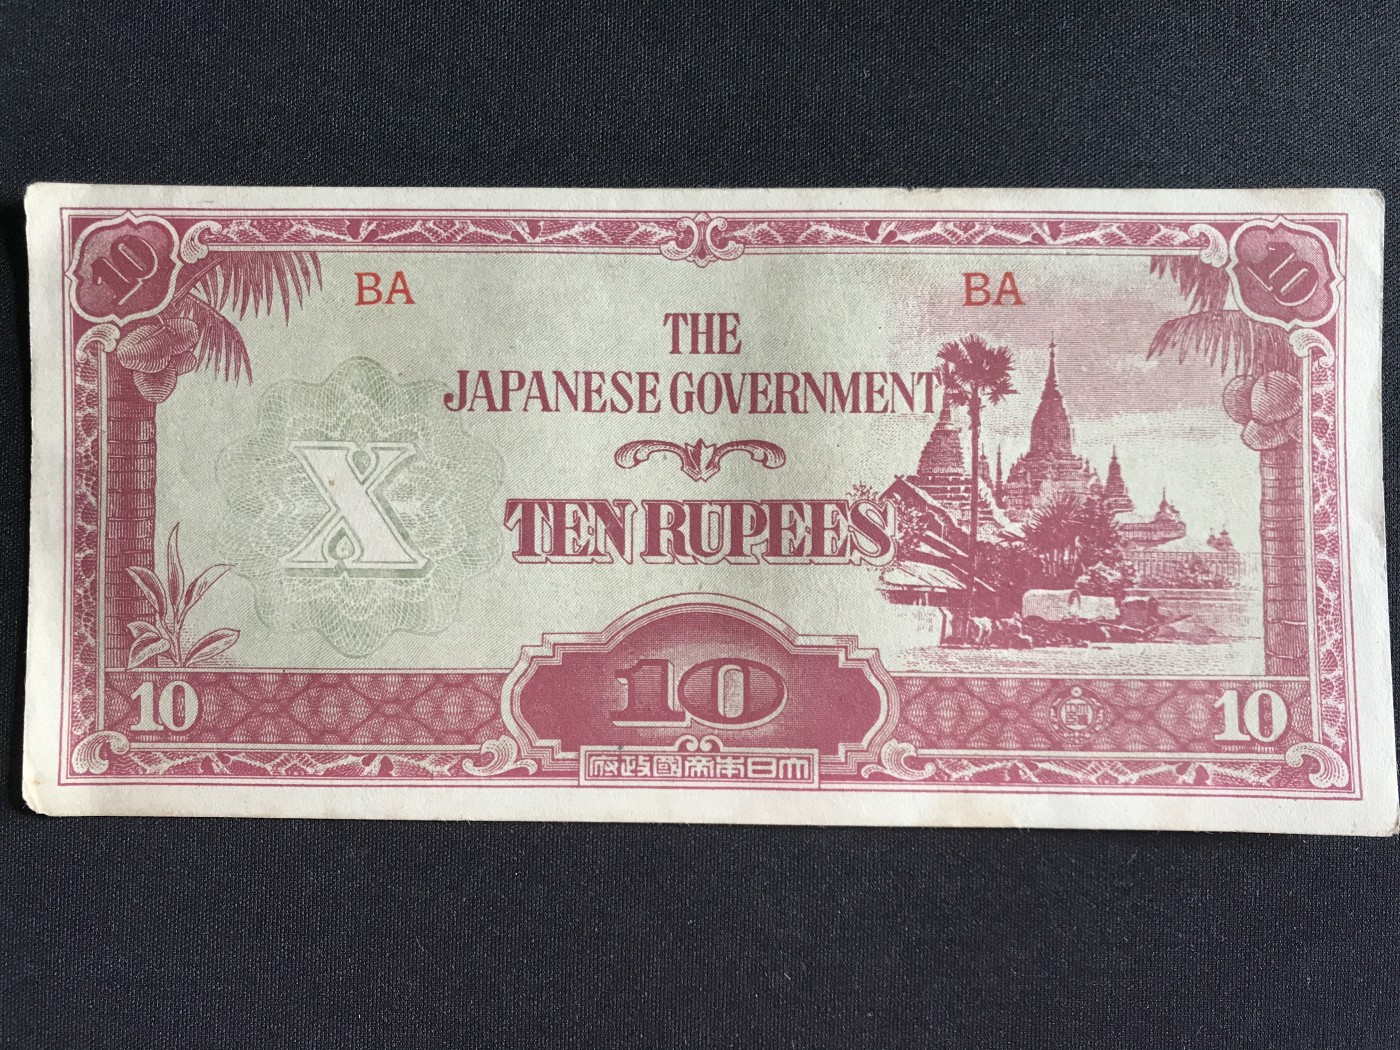 10 10
BA BA
THE
JAPANESE GOVERNMENT
X
TEN RUPEES
10 10 10
大日本帝國政府